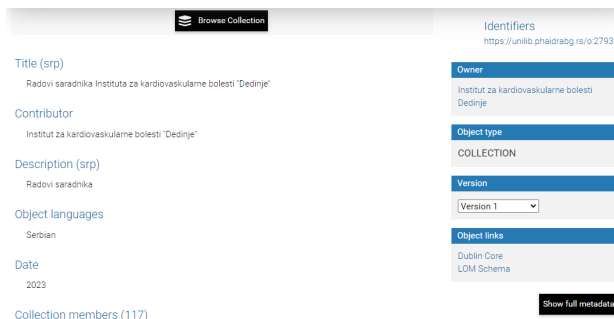 Browse Collection
Title (srp)
Radovi saradnika Instituta za kardiovaskularne bolesti "Dedinje"
Contributor
Institut za kardiovaskularne bolesti "Dedinje"
Description (srp)
Radovi saradnika
Object languages
Serbian
Date
2023
Collection members (117)
Identifiers
https://unilib.phaidrabg.rs/o:2793
Owner
Institut za kardiovaskularne bolesti
Dedinje
Object type
COLLECTION
Version
Version 1
Object links
Dublin Core
LOM Schema
Show full metadata